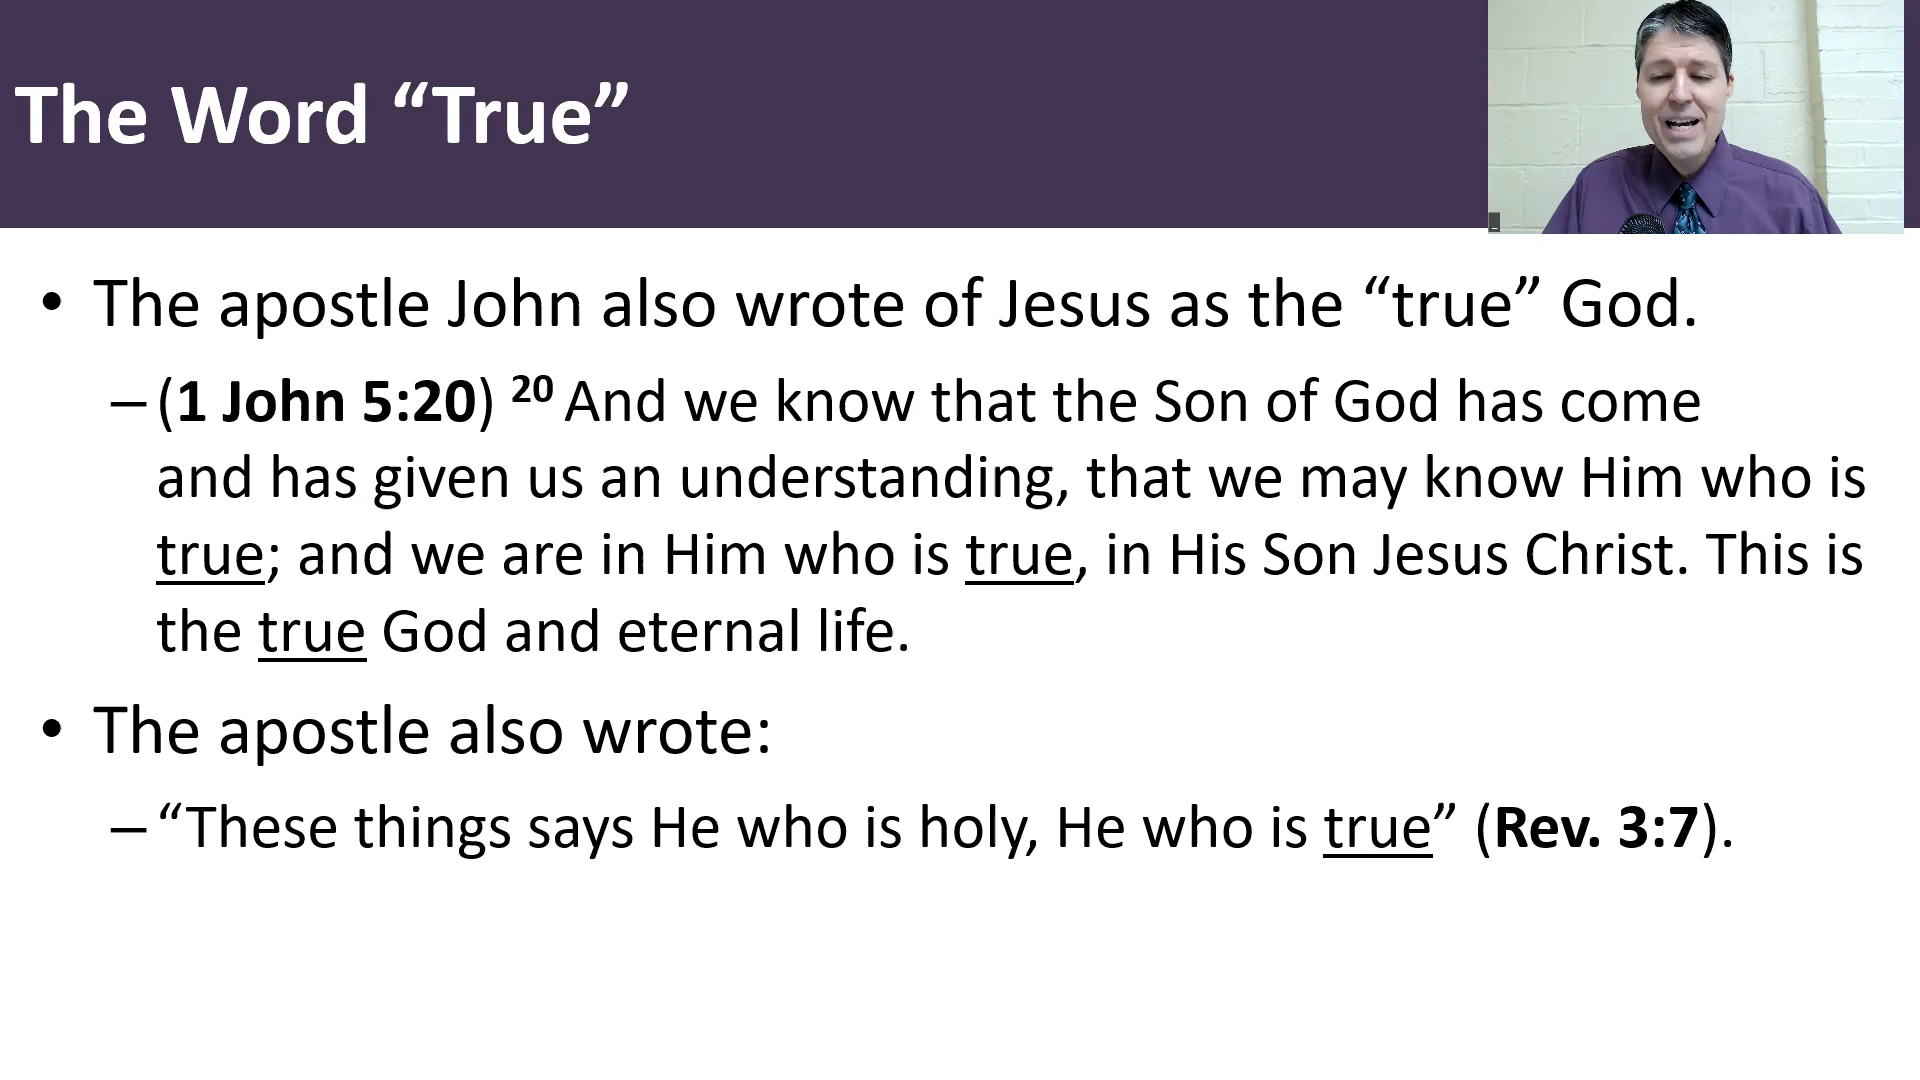 The Word “True”
• The apostle John also wrote of Jesus as the “true” God.
– (1 John 5:20) 20 And we know that the Son of God has come
and has given us an understanding, that we may know Him who is
true; and we are in Him who is true, in His Son Jesus Christ. This is
the true God and eternal life.
• The apostle also wrote:
– “These things says He who is holy, He who is true” (Rev. 3:7).